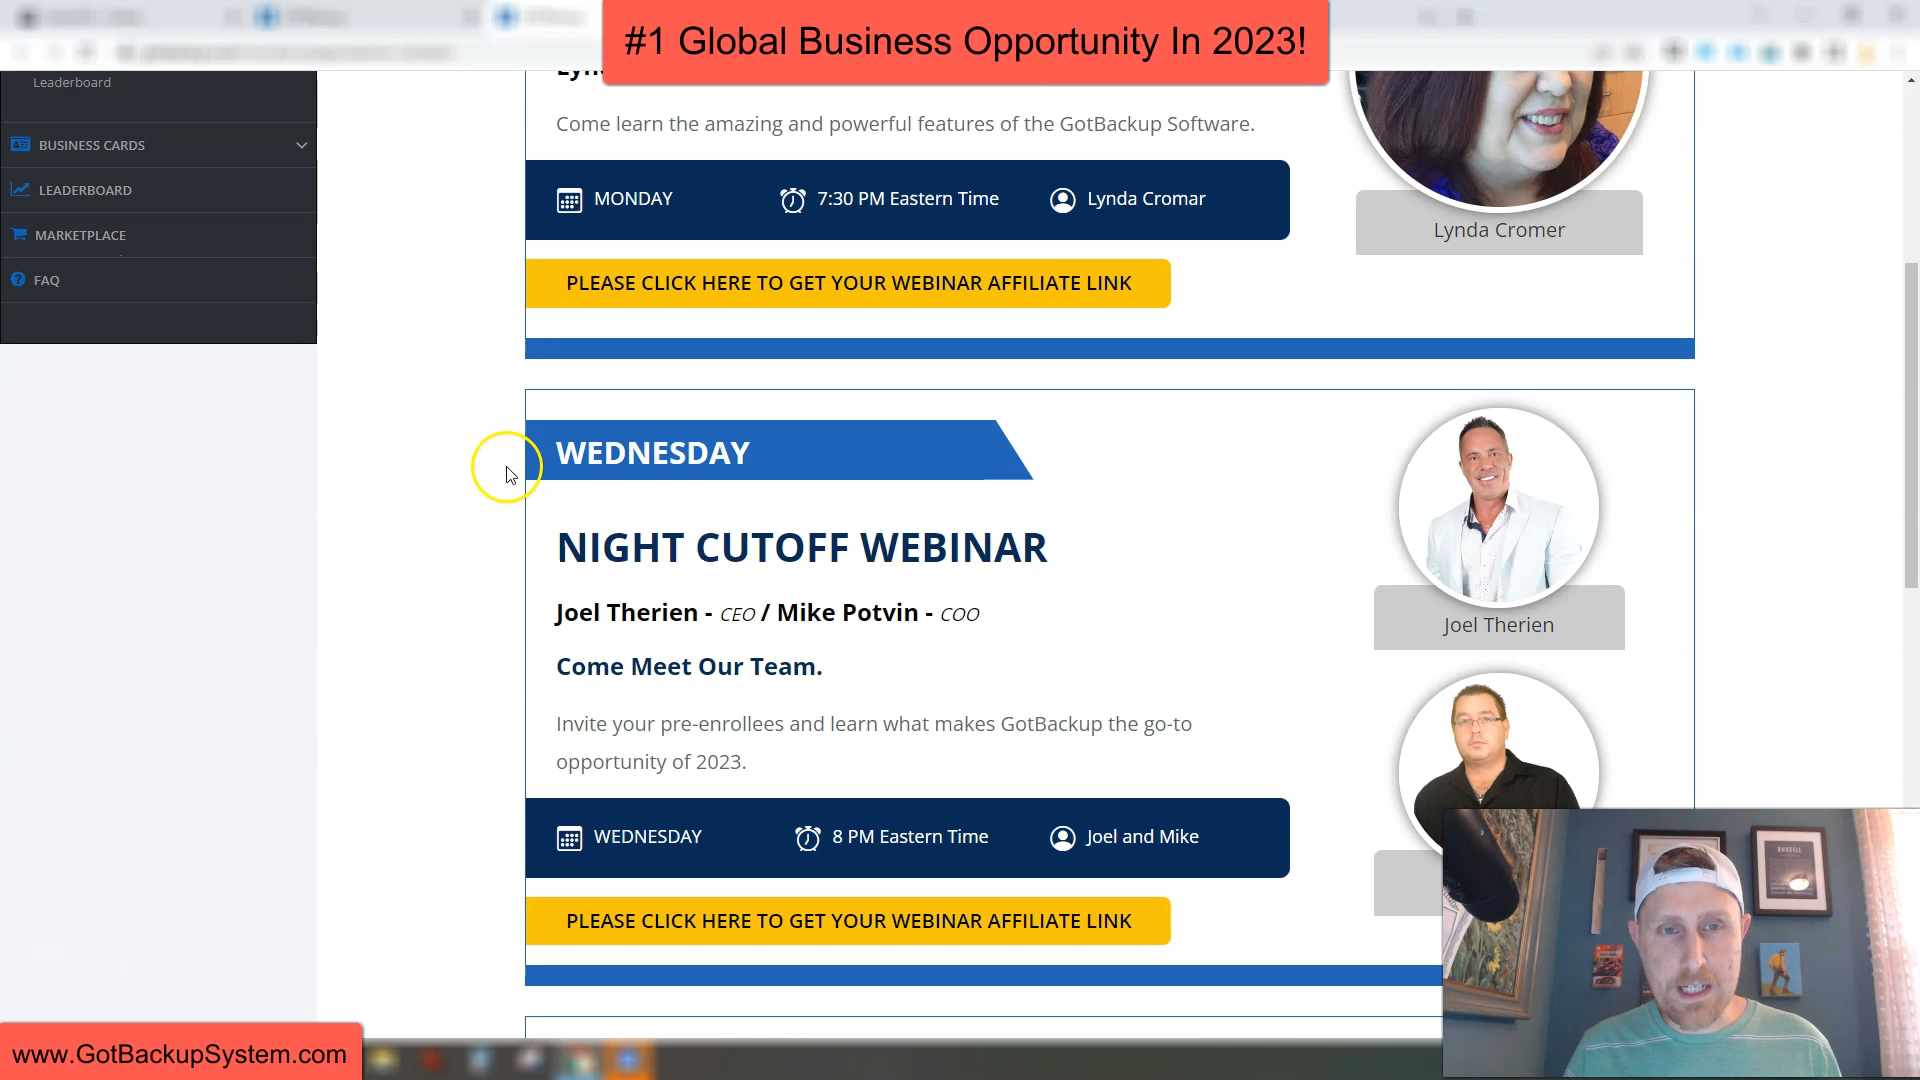 #1 Global Business Opportunity In 2023!
Leaderboard
BUSINESS CARDS
LEADERBOARD
MARKETPLACE
FAQ
Come learn the amazing and powerful features of the GotBackup Software.
MONDAY 7:30 PM Eastern Time Lynda Cromar
Lynda Cromer
PLEASE CLICK HERE TO GET YOUR WEBINAR AFFILIATE LINK
WEDNESDAY
NIGHT CUTOFF WEBINAR
Joel Therien - CEO / Mike Potvin - COO
Come Meet Our Team.
Joel Therien
Invite your pre-enrollees and learn what makes GotBackup the go-to
opportunity of 2023.
WEDNESDAY 8 PM Eastern Time Joel and Mike
PLEASE CLICK HERE TO GET YOUR WEBINAR AFFILIATE LINK
RUSSELL
www.GotBackupSystem.com